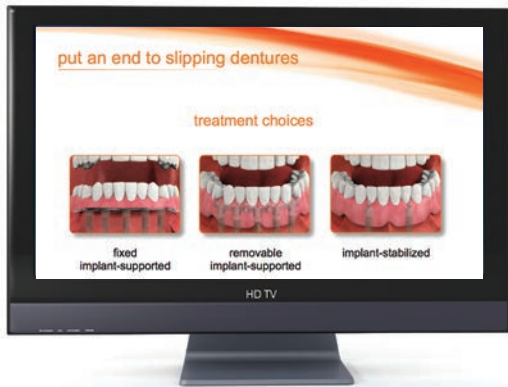 put an end to slipping dentures
treatment choices
fixed
implant-supported
removable
implant-supported
implant-stabilized
HD TV